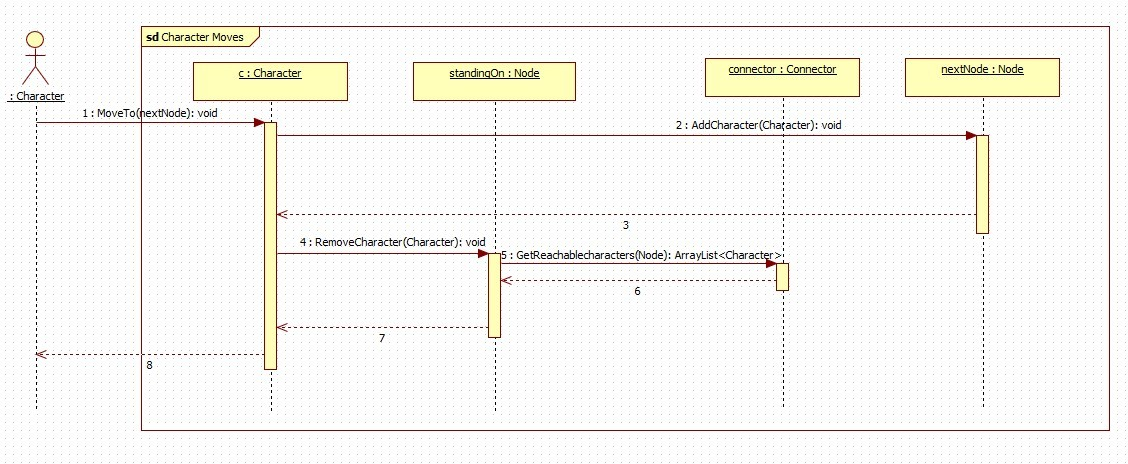 sd Character Moves
: Character
c : Character
standingOn : Node
connector : Connector
nextNode : Node
1 : MoveTo(nextNode): void
2 : AddCharacter(Character): void
3
4 : RemoveCharacter(Character): void
5 : GetReachablecharacters(Node): ArrayList<Character>
6
7
8